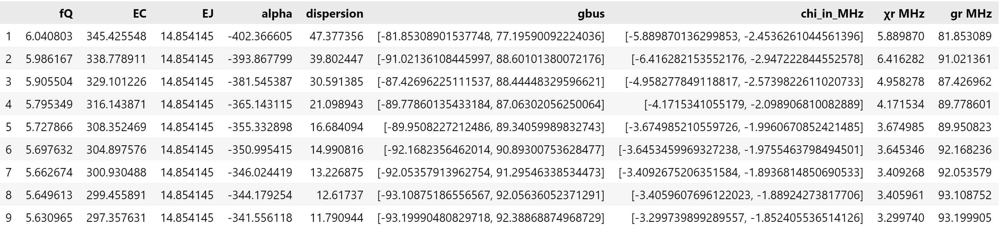 fQ EC EJ alpha dispersion gbus chi_in_MHz χr MHz gr MHz
1 6.040803 345.425548 14.854145 -402.366605 47.377356 [-81.85308901537748, 77.19590092224036] [-5.889870136299853, -2.4536261044561396] 5.889870 81.853089
2 5.986167 338.778911 14.854145 -393.867799 39.802447 [-91.02136108445997, 88.60101380072176] [-6.416282153552176, -2.947222844552578] 6.416282 91.021361
3 5.905504 329.101226 14.854145 -381.545387 30.591385 [-87.42696225111537, 88.44448329596621] [-4.958277849118817, -2.5739822611020733] 4.958278 87.426962
4 5.795349 316.143871 14.854145 -365.143115 21.098943 [-89.77860135433184, 87.06302056250064] [-4.1715341055179, -2.098906810082889] 4.171534 89.778601
5 5.727866 308.352469 14.854145 -355.332898 16.684094 [-89.9508227212486, 89.34059989832743] [-3.674985210559726, -1.9960670852421485] 3.674985 89.950823
6 5.697632 304.897576 14.854145 -350.995415 14.990816 [-92.1682356462014, 90.89300753628477] [-3.6453459969327238, -1.9755463798494501] 3.645346 92.168236
7 5.662674 300.930488 14.854145 -346.024419 13.226875 [-92.05357913962754, 91.29546338534473] [-3.4092675206351584, -1.8936814850690533] 3.409268 92.053579
8 5.649613 299.455891 14.854145 -344.179254 12.61737 [-93.10875186556567, 92.05636052371291] [-3.4059607696122023, -1.88924273817706] 3.405961 93.108752
9 5.630965 297.357631 14.854145 -341.556118 11.790944 [-93.19990480829718, 92.38868874968729] [-3.299739899289557, -1.852405536514126] 3.299740 93.199905